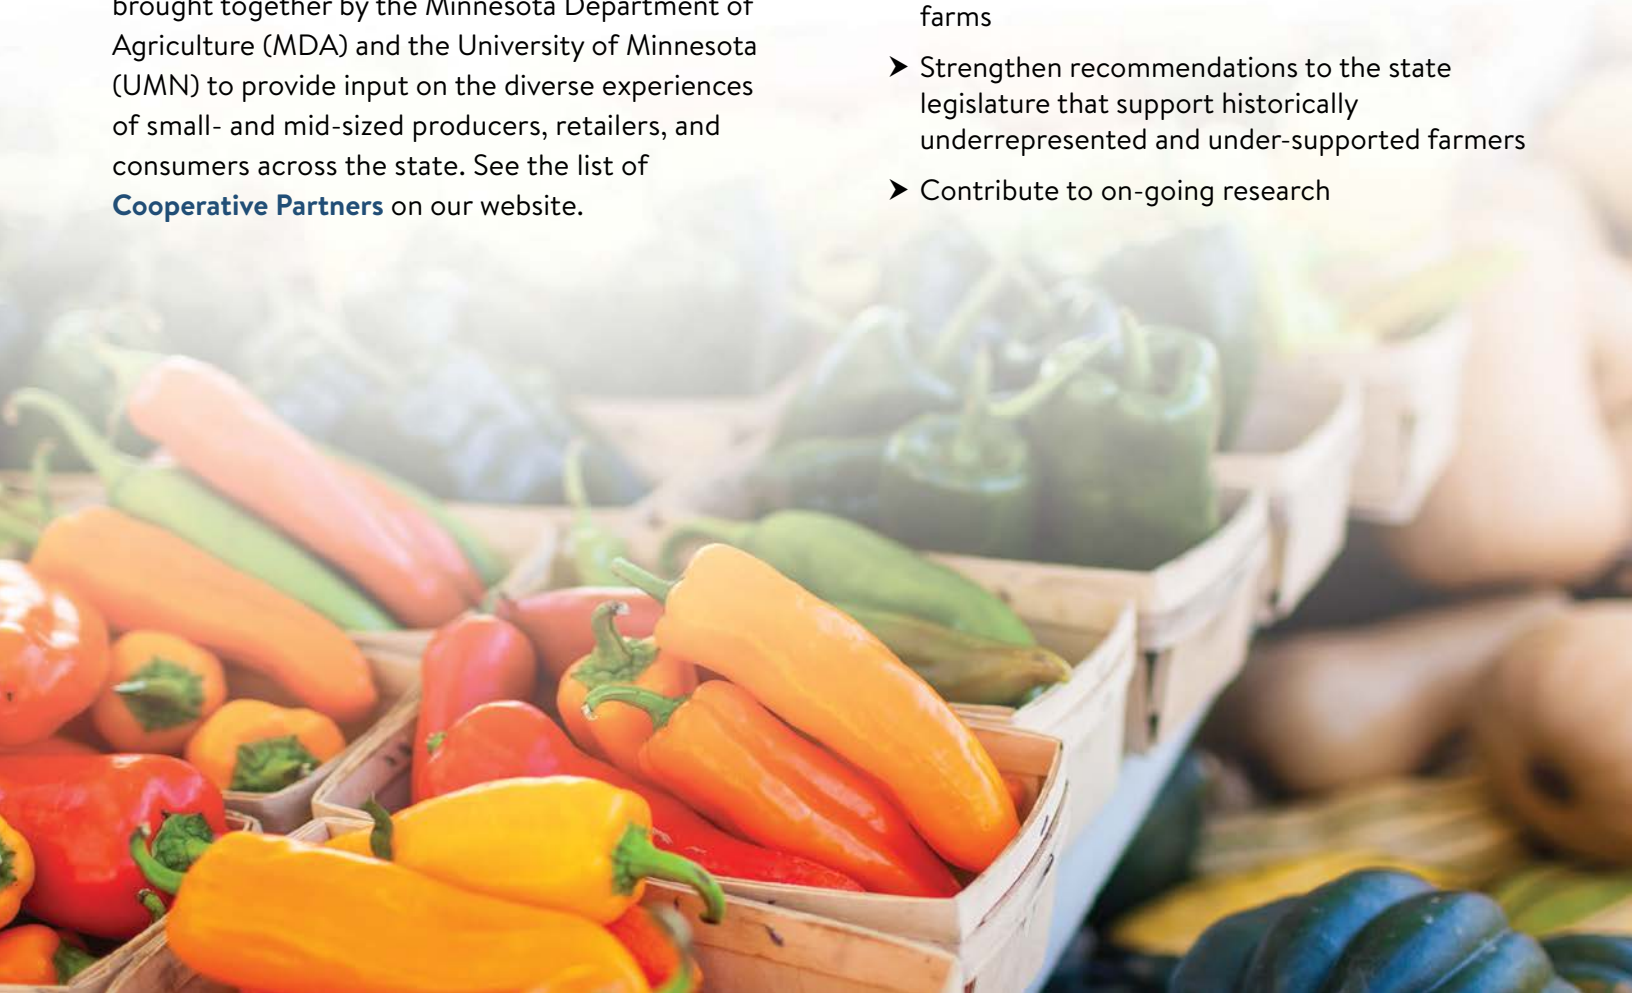 brought together by the Minnesota Department of
Agriculture (MDA) and the University of Minnesota
(UMN) to provide input on the diverse experiences
of small- and mid-sized producers, retailers, and
consumers across the state. See the list of
Cooperative Partners on our website.
farms
➤ Strengthen recommendations to the state
legislature that support historically
underrepresented and under-supported farmers
➤ Contribute to on-going research